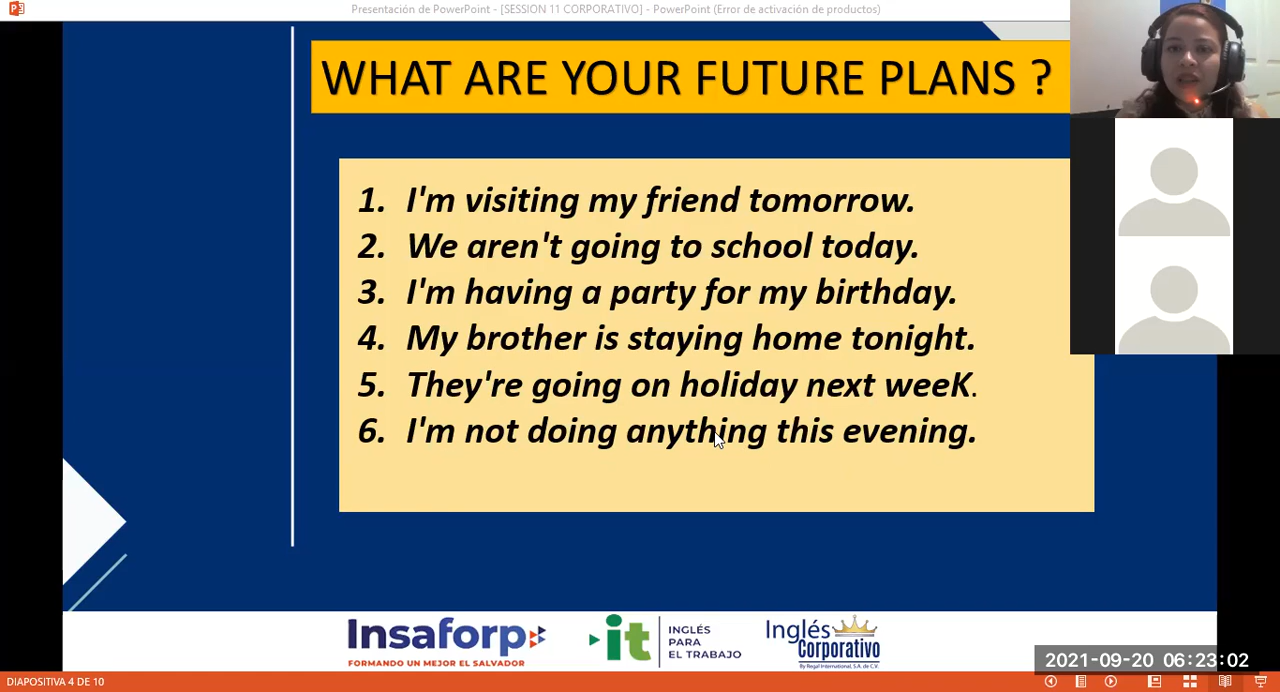 Presentación de PowerPoint - [SESSION 11 CORPORATIVO] - PowerPoint (Error de activación de productos)
WHAT ARE YOUR FUTURE PLANS ?
1. I'm visiting my friend tomorrow.
2. We aren't going to school today.
3. I'm having a party for my birthday.
4. My brother is staying home tonight.
5. They're going on holiday next weeK.
6. I'm not doing anything this evening.
Insaforp
FORMANDO UN MEJOR EL SALVADOR
it
INGLÉS
PARA
EL TRABAJO
Inglés
Corporativo
By Regal International, S.A. de C.V.
2021-09-20 06:23:02
DIAPOSITIVA 4 DE 10